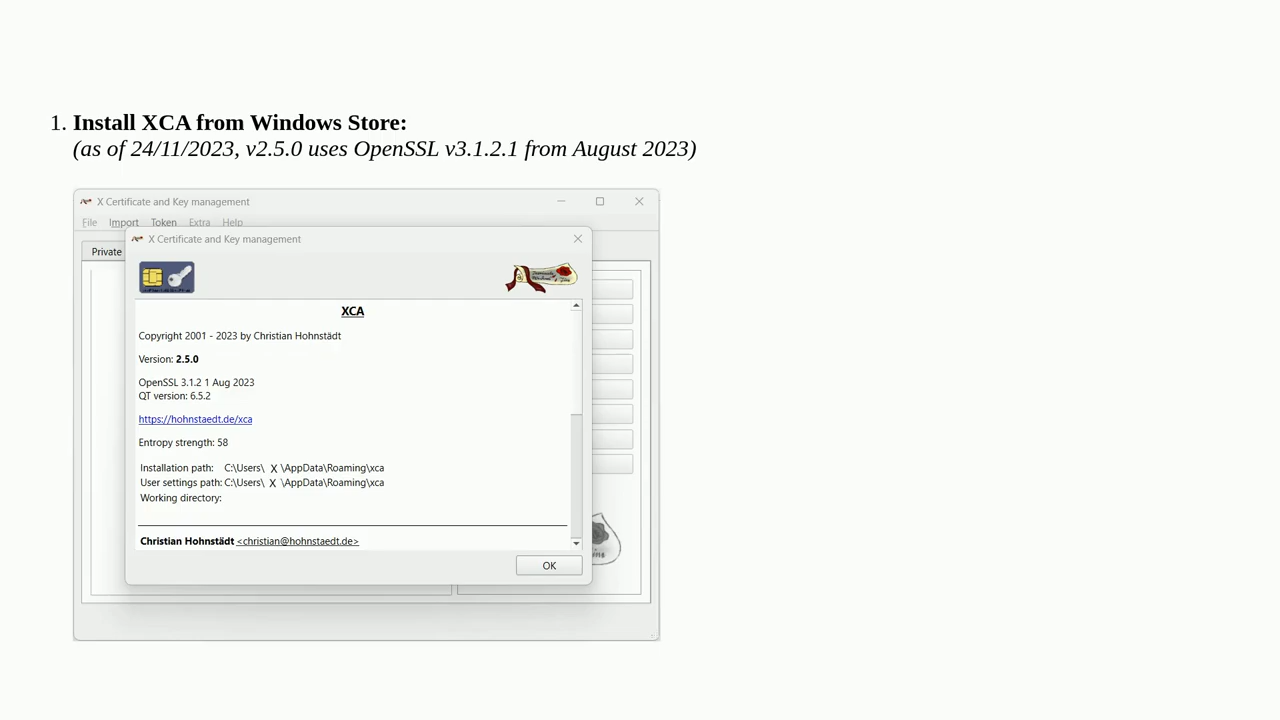 1. Install XCA from Windows Store:
(as of 24/11/2023, v2.5.0 uses OpenSSL v3.1.2.1 from August 2023)
X Certificate and Key management
File Import Token Extra Help
X Certificate and Key management
Private
XCA
Copyright 2001 - 2023 by Christian Hohnstädt
Version: 2.5.0
OpenSSL 3.1.2 1 Aug 2023
QT version: 6.5.2
https://hohnstaedt.de/xca
Entropy strength: 58
Installation path: C:\Users\ X \AppData\Roaming\xca
User settings path: C:\Users\ X \AppData\Roaming\xca
Working directory:
Christian Hohnstädt <christian@hohnstaedt.de>
OK